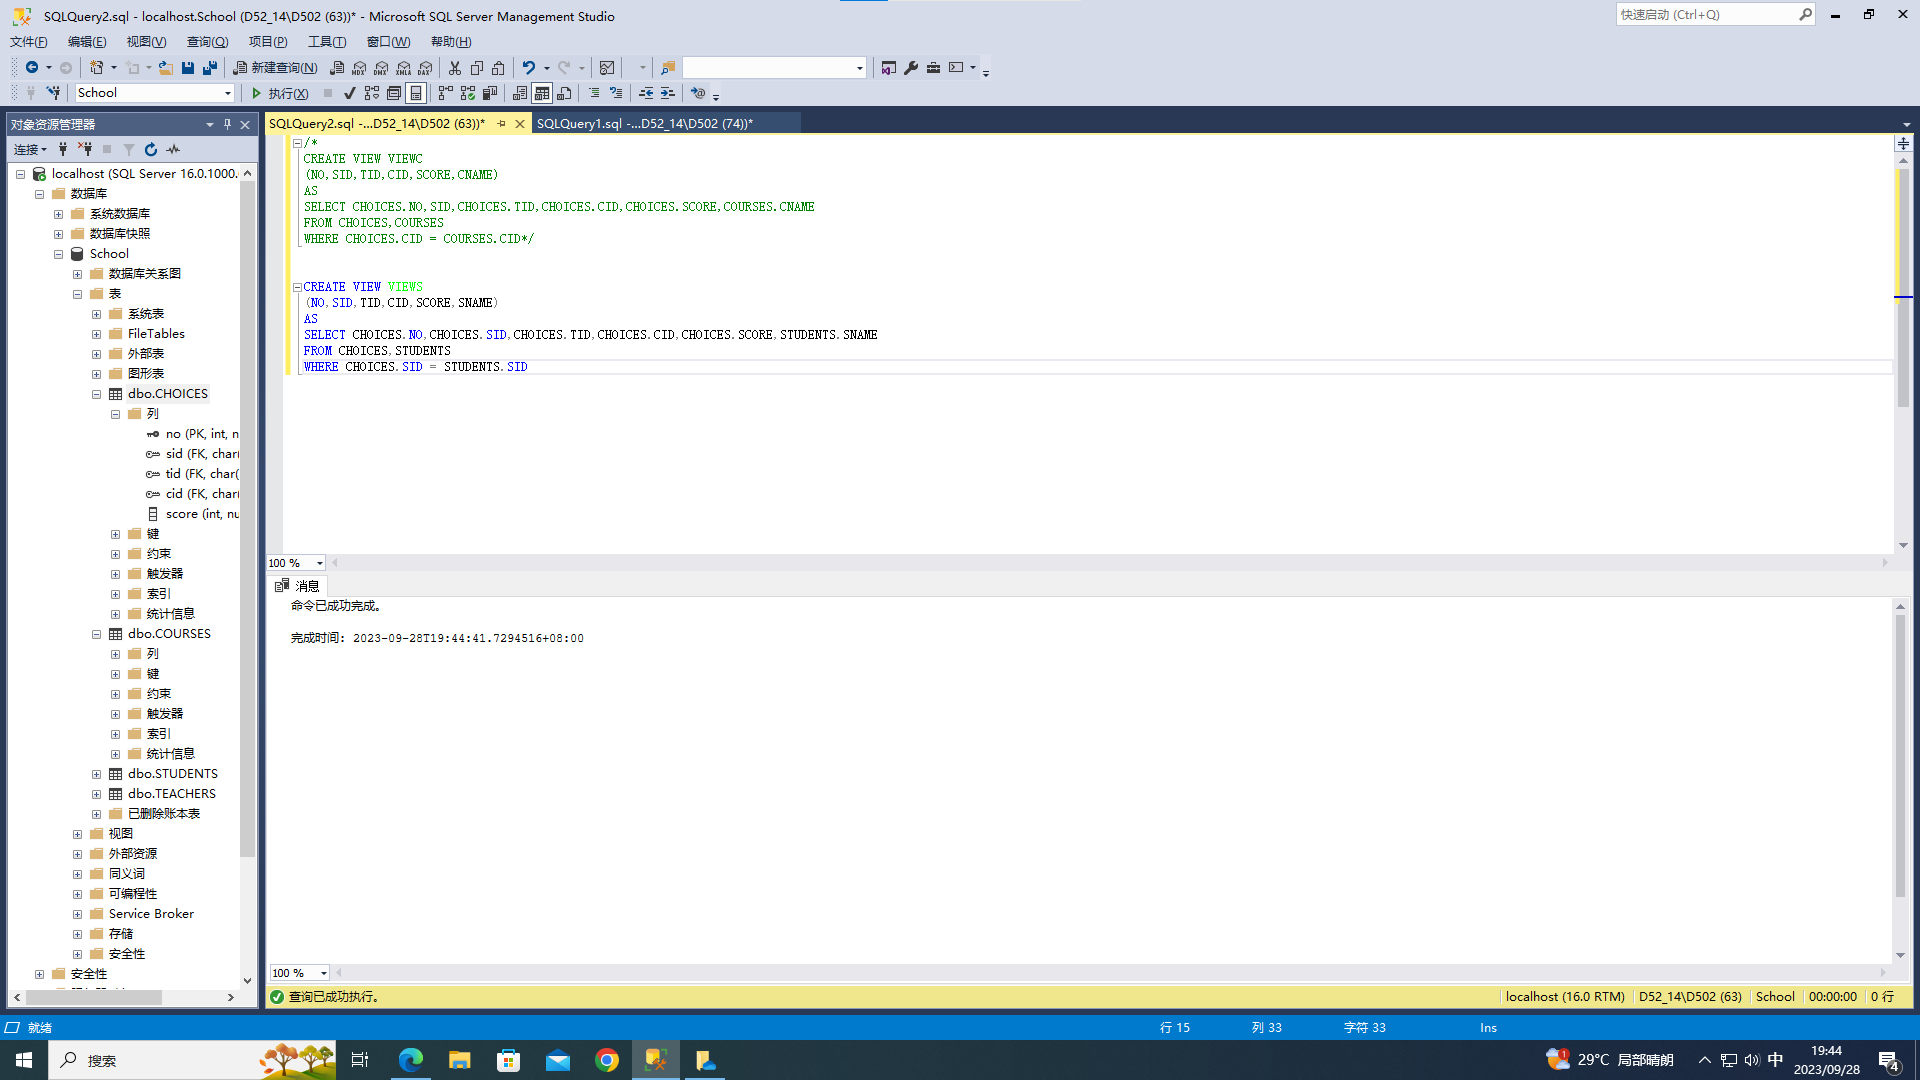 SQLQuery2.sql - localhost.School (D52_14\D502 (63))* - Microsoft SQL Server Management Studio
快速启动 (Ctrl+Q)
文件(F) 编辑(E) 视图(V) 查询(Q) 项目(P) 工具(T) 窗口(W) 帮助(H)
新建查询(N) MDX DMX XMLA DAX
School 执行(X)
对象资源管理器
SQLQuery2.sql -...D52_14\D502 (63))* SQLQuery1.sql -...D52_14\D502 (74))*
连接
localhost (SQL Server 16.0.1000.
数据库
系统数据库
数据库快照
School
数据库关系图
表
系统表
FileTables
外部表
图形表
dbo.CHOICES
列
no (PK, int, n
sid (FK, char(
tid (FK, char(
cid (FK, char(
score (int, nu
键
约束
触发器
索引
统计信息
dbo.COURSES
列
键
约束
触发器
索引
统计信息
dbo.STUDENTS
dbo.TEACHERS
已删除账本表
视图
外部资源
同义词
可编程性
Service Broker
存储
安全性
安全性
/*
CREATE VIEW VIEWC
(NO,SID,TID,CID,SCORE,CNAME)
AS
SELECT CHOICES.NO,SID,CHOICES.TID,CHOICES.CID,CHOICES.SCORE,COURSES.CNAME
FROM CHOICES,COURSES
WHERE CHOICES.CID = COURSES.CID*/
CREATE VIEW VIEWS
(NO,SID,TID,CID,SCORE,SNAME)
AS
SELECT CHOICES.NO,CHOICES.SID,CHOICES.TID,CHOICES.CID,CHOICES.SCORE,STUDENTS.SNAME
FROM CHOICES,STUDENTS
WHERE CHOICES.SID = STUDENTS.SID
100 %
消息
命令已成功完成。
完成时间: 2023-09-28T19:44:41.7294516+08:00
100 %
查询已成功执行。 localhost (16.0 RTM) D52_14\D502 (63) School 00:00:00 0 行
就绪 行 15 列 33 字符 33 Ins
搜索 1 29°C 局部晴朗 中 19:44
2023/09/28 4